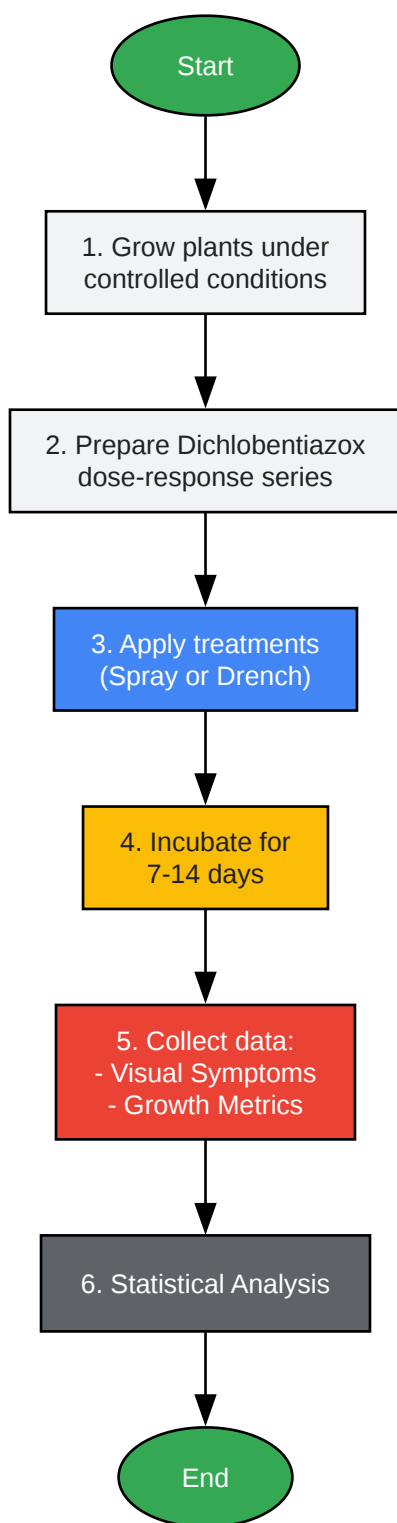 Start
1. Grow plants under
controlled conditions
2. Prepare Dichlobentiazox
dose-response series
3. Apply treatments
(Spray or Drench)
4. Incubate for
7-14 days
5. Collect data:
- Visual Symptoms
- Growth Metrics
6. Statistical Analysis
End